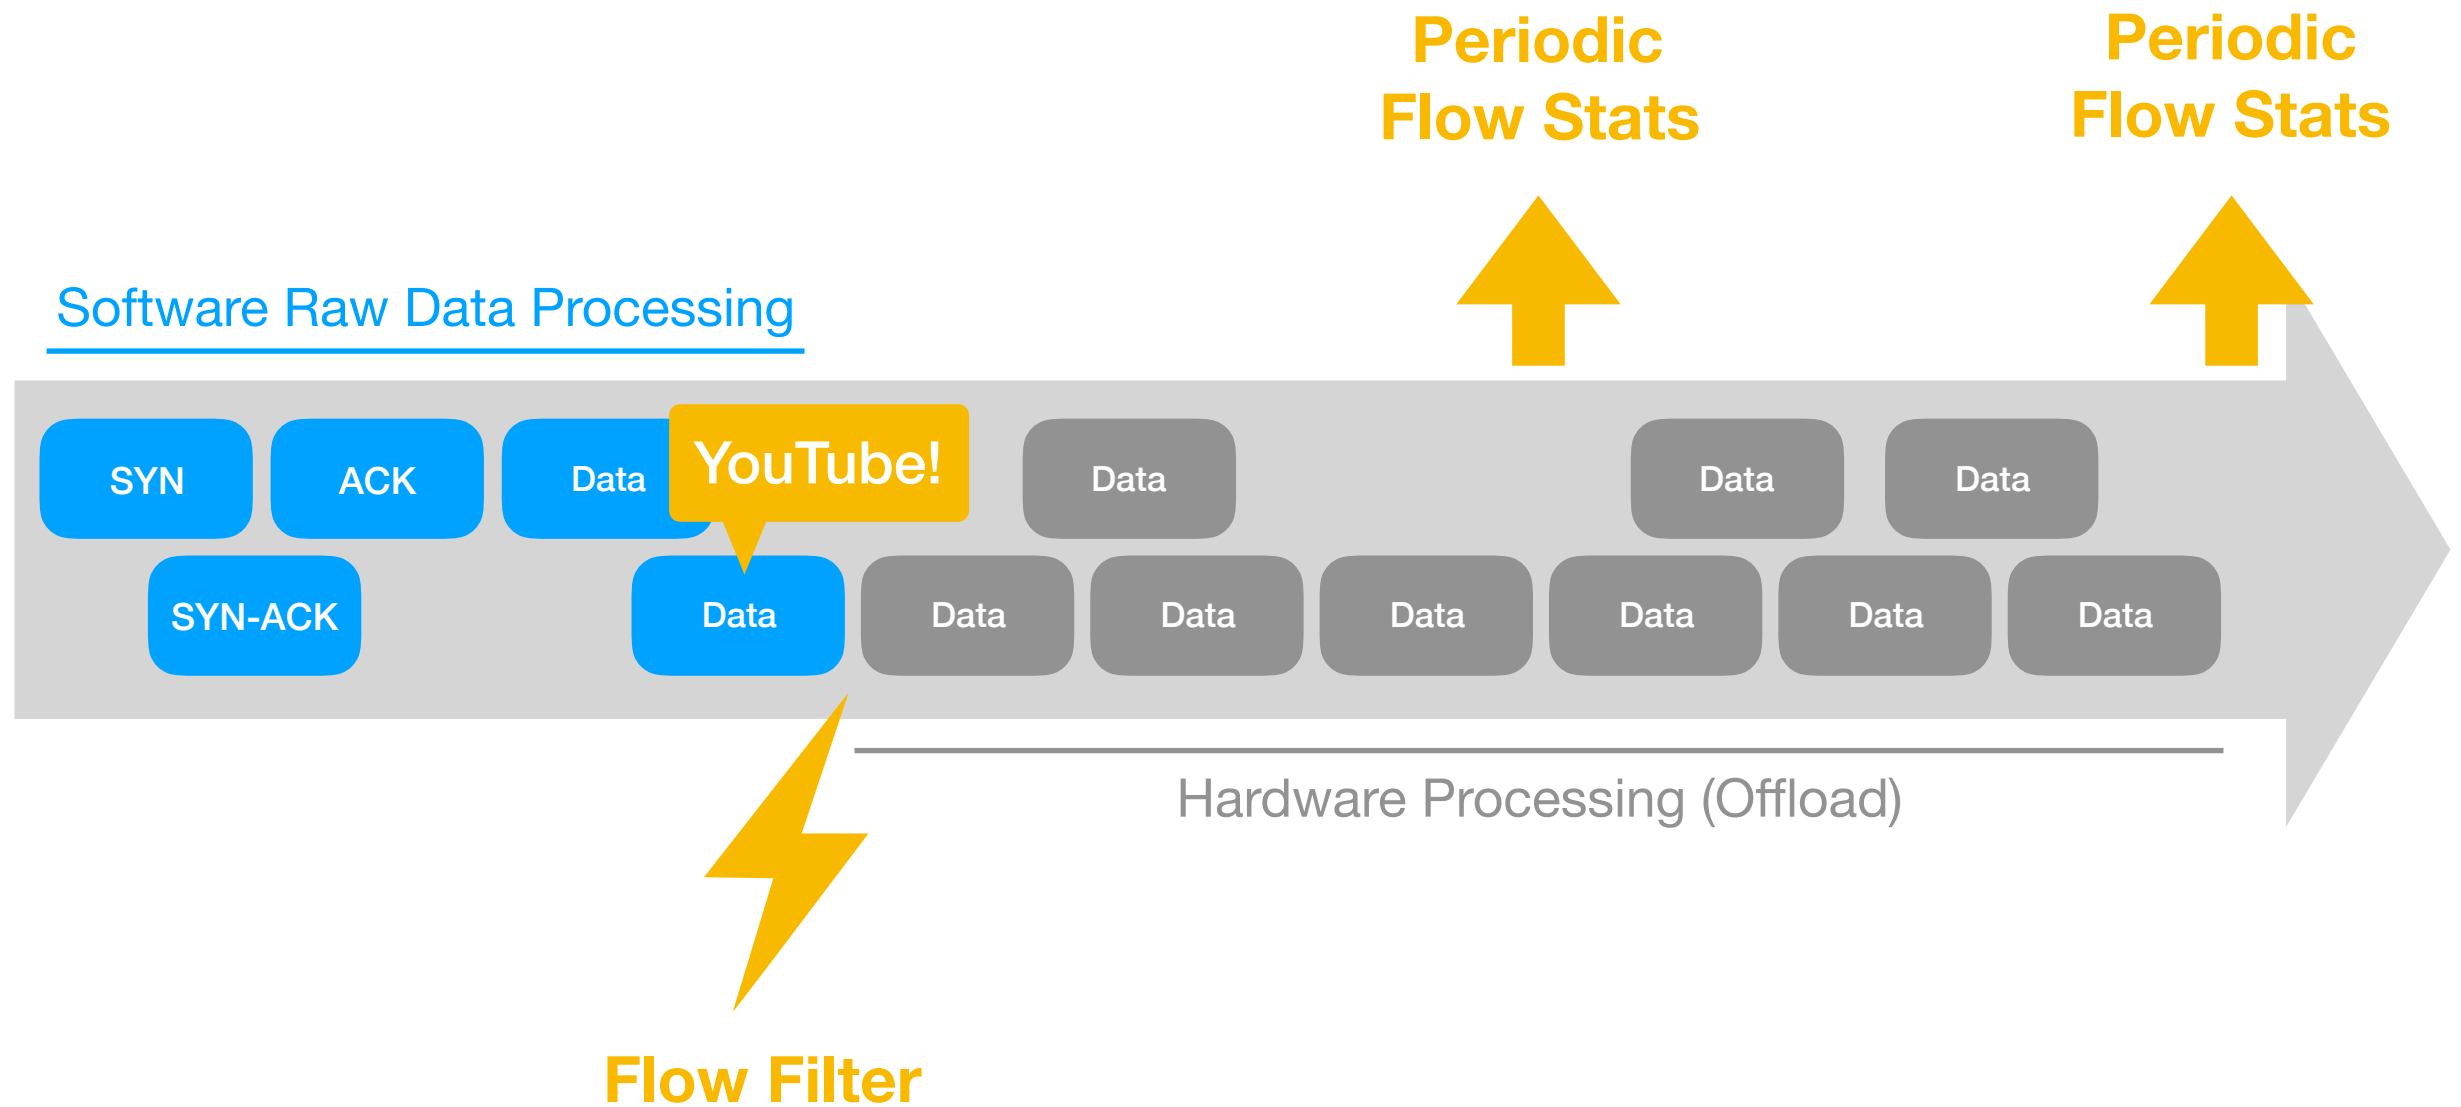 Periodic
Flow Stats
Periodic
Flow Stats
Software Raw Data Processing
SYN
ACK
Data
YouTube!
Data
Data
Data
SYN-ACK
Data
Data
Data
Data
Data
Data
Data
Hardware Processing (Offload)
Flow Filter